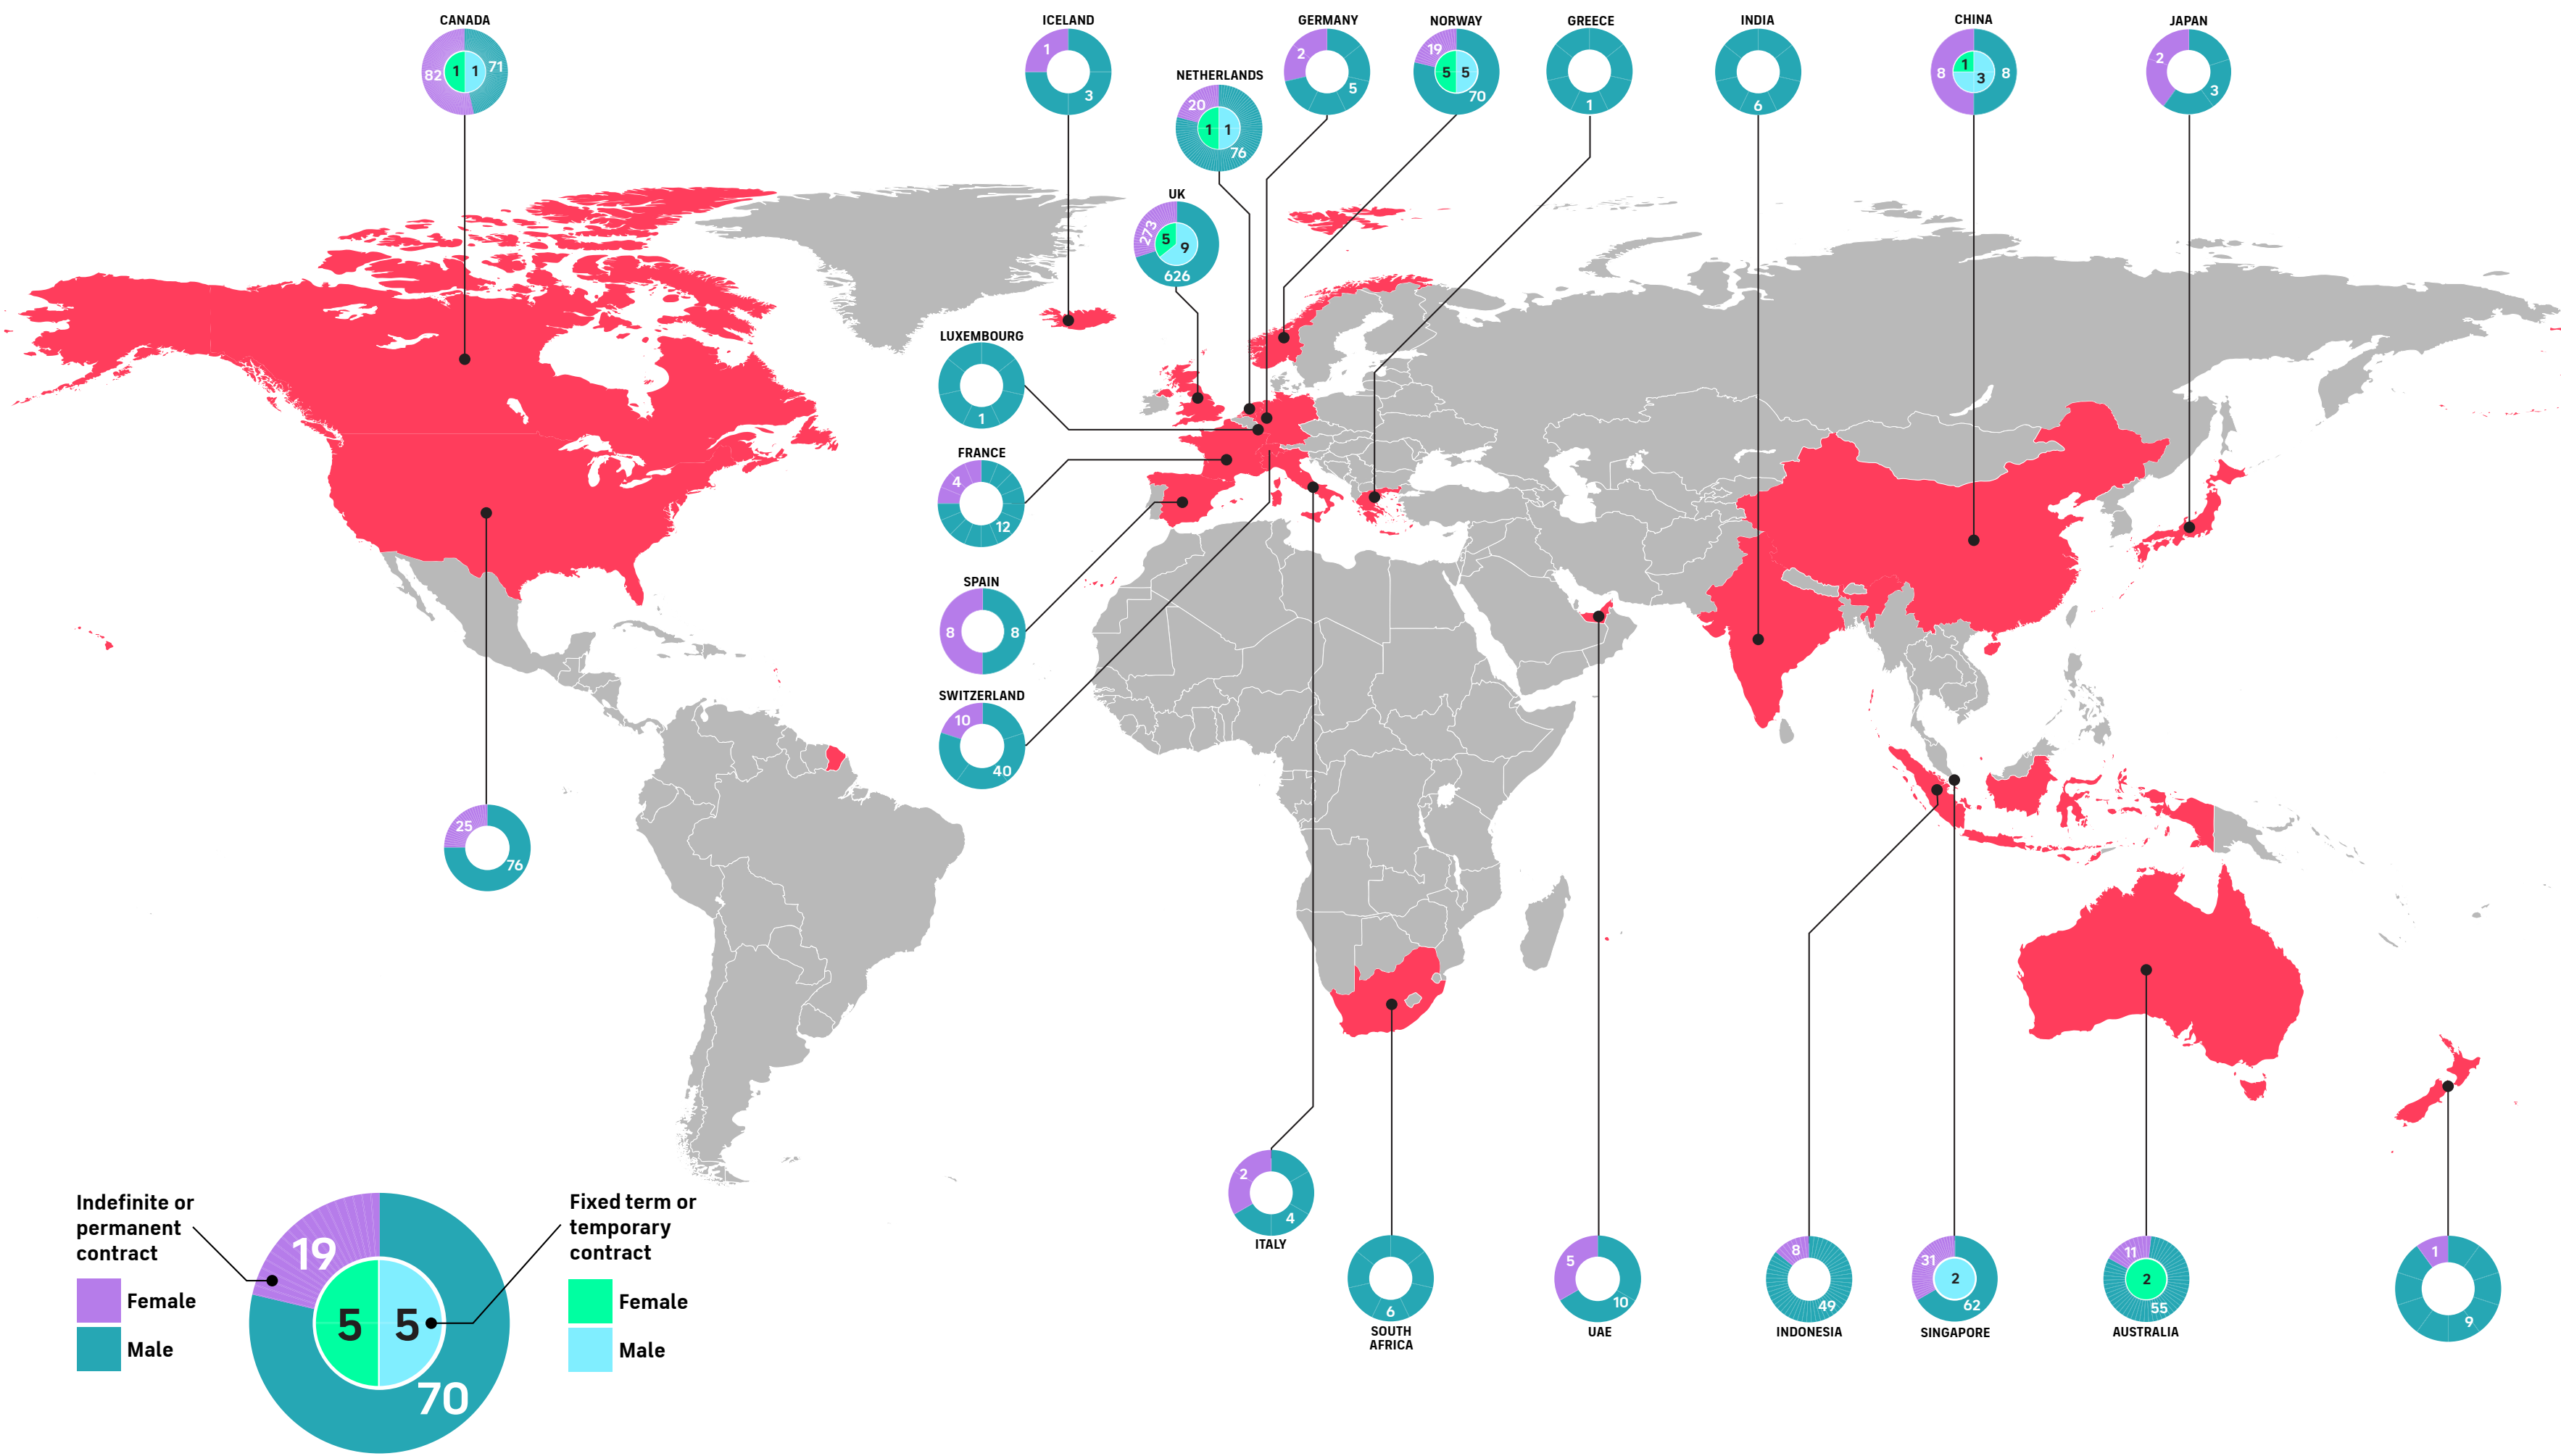 CANADA
82
1
1
71
ICELAND
1
3
NETHERLANDS
20
1
1
76
GERMANY
2
5
NORWAY
19
5
5
70
GREECE
1
INDIA
6
CHINA
8
1
3
8
JAPAN
2
3
UK
273
5
9
626
LUXEMBOURG
1
FRANCE
4
12
SPAIN
8
8
SWITZERLAND
10
40
25
76
2
4
ITALY
6
SOUTH
AFRICA
5
10
UAE
8
49
INDONESIA
31
2
62
SINGAPORE
11
2
55
AUSTRALIA
1
9
Indefinite or
permanent
contract
Female
Male
19
5
5
70
Fixed term or
temporary
contract
Female
Male